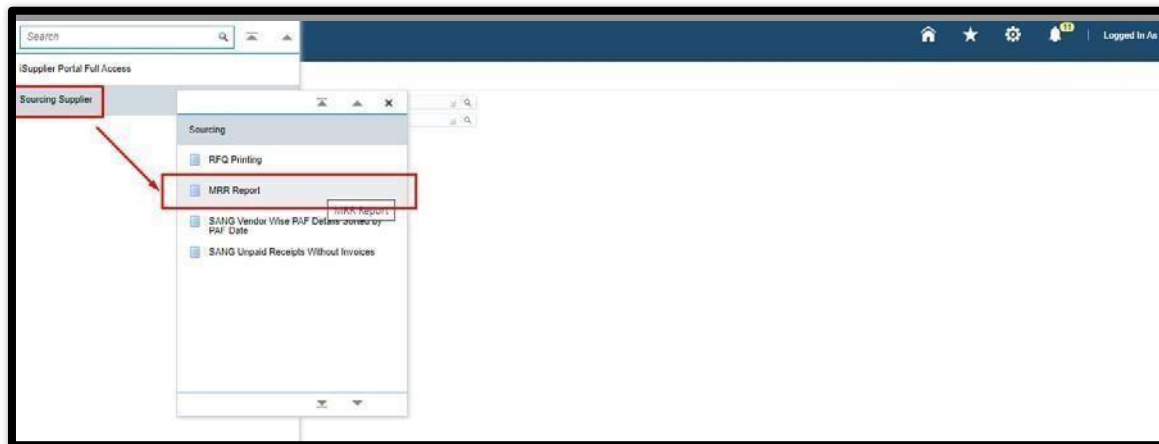 Search
11
Logged In As
iSupplier Portal Full Access
Sourcing Supplier
Sourcing
RFQ Printing
MRR Report
MRR Report
SANG Vendor Wise PAF Details Sorted by
PAF Date
SANG Unpaid Receipts Without Invoices